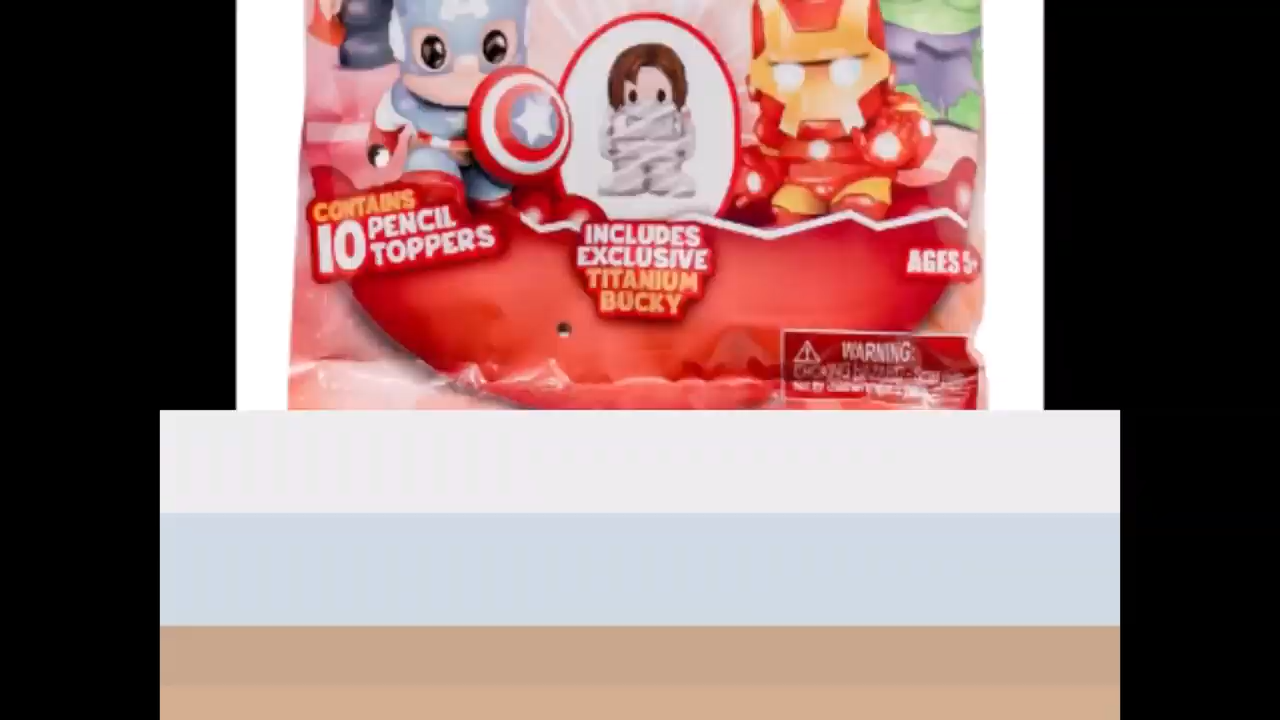 CONTAINS
10 PENCIL
TOPPERS
INCLUDES
EXCLUSIVE
TITANIUM
BUCKY
AGES 5+
WARNING: